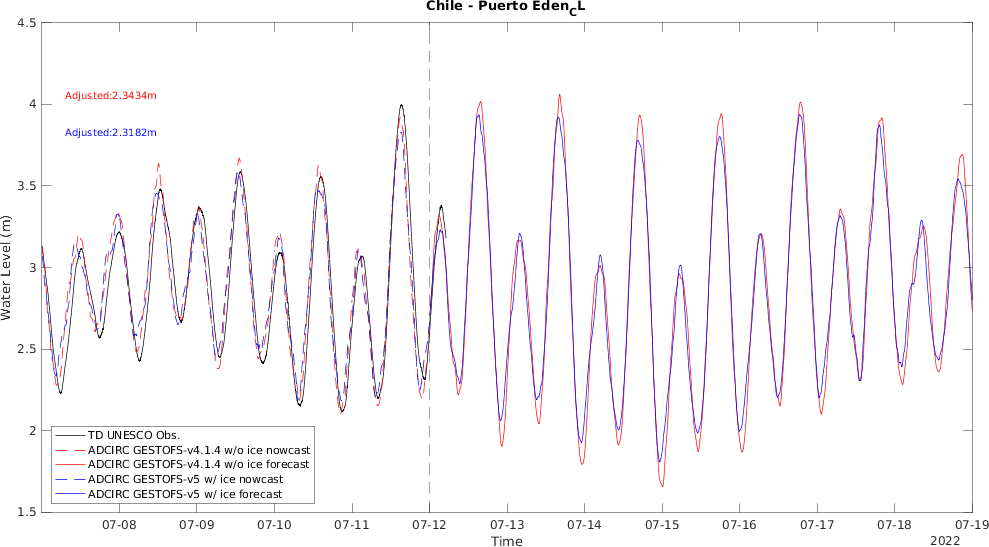 Chile - Puerto Eden_CL
4.5
4
3.5
3
2.5
2
1.5
Water Level (m)
Adjusted:2.3434m
Adjusted:2.3182m
TD UNESCO Obs.
ADCIRC GESTOFS-v4.1.4 w/o ice nowcast
ADCIRC GESTOFS-v4.1.4 w/o ice forecast
ADCIRC GESTOFS-v5 w/ ice nowcast
ADCIRC GESTOFS-v5 w/ ice forecast
07-08 07-09 07-10 07-11 07-12 07-13 07-14 07-15 07-16 07-17 07-18 07-19
Time
2022